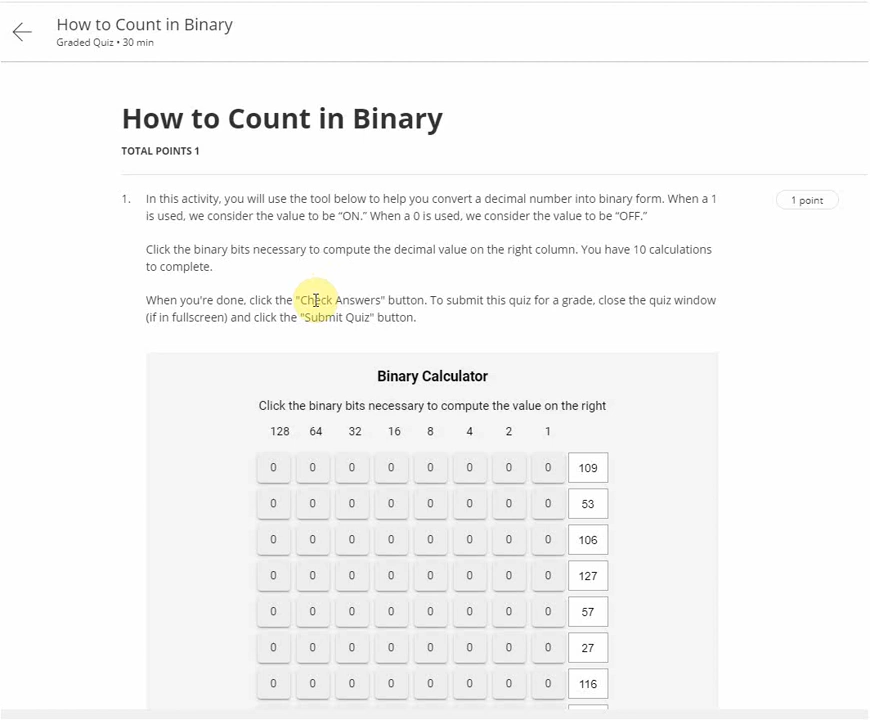 How to Count in Binary
Graded Quiz • 30 min
How to Count in Binary
TOTAL POINTS 1
1. In this activity, you will use the tool below to help you convert a decimal number into binary form. When a 1 1 point
is used, we consider the value to be “ON.” When a 0 is used, we consider the value to be “OFF.”
Click the binary bits necessary to compute the decimal value on the right column. You have 10 calculations
to complete.
When you're done, click the "Check Answers" button. To submit this quiz for a grade, close the quiz window
(if in fullscreen) and click the "Submit Quiz" button.
Binary Calculator
Click the binary bits necessary to compute the value on the right
128 64 32 16 8 4 2 1
0 0 0 0 0 0 0 0 109
0 0 0 0 0 0 0 0 53
0 0 0 0 0 0 0 0 106
0 0 0 0 0 0 0 0 127
0 0 0 0 0 0 0 0 57
0 0 0 0 0 0 0 0 27
0 0 0 0 0 0 0 0 116